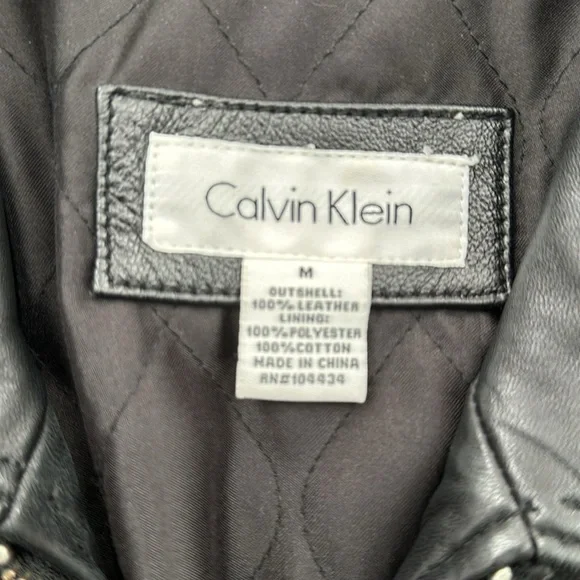 Calvin Klein
M
OUTSHELL:
100% LEATHER
LINING:
100%POLYESTER
100%COTTON
MADE IN CHINA
RN#104434